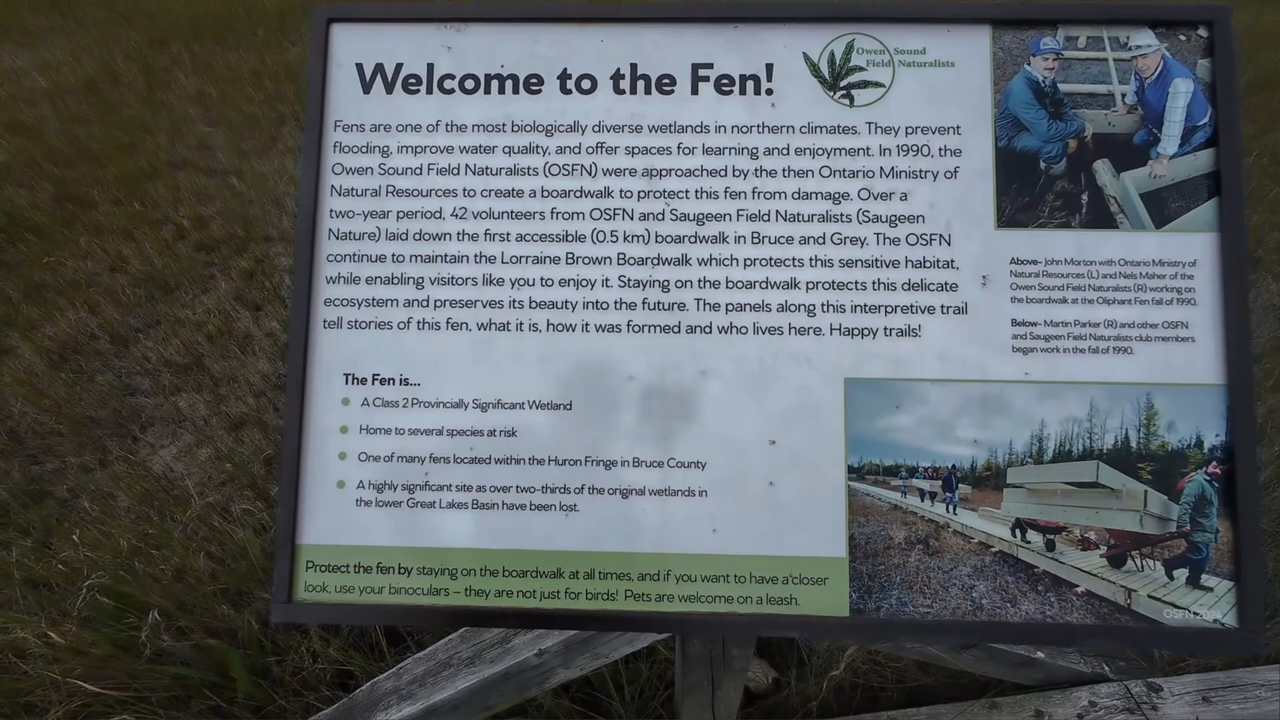 Welcome to the Fen!
Owen Sound
Field Naturalists
Fens are one of the most biologically diverse wetlands in northern climates. They prevent
flooding, improve water quality, and offer spaces for learning and enjoyment. In 1990, the
Owen Sound Field Naturalists (OSFN) were approached by the then Ontario Ministry of
Natural Resources to create a boardwalk to protect this fen from damage. Over a
two-year period, 42 volunteers from OSFN and Saugeen Field Naturalists (Saugeen
Nature) laid down the first accessible (0.5 km) boardwalk in Bruce and Grey. The OSFN
continue to maintain the Lorraine Brown Boardwalk which protects this sensitive habitat,
while enabling visitors like you to enjoy it. Staying on the boardwalk protects this delicate
ecosystem and preserves its beauty into the future. The panels along this interpretive trail
tell stories of this fen, what it is, how it was formed and who lives here. Happy trails!
Above- John Morton with Ontario Ministry of
Natural Resources (L) and Nels Maher of the
Owen Sound Field Naturalists (R) working on
the boardwalk at the Oliphant Fen fall of 1990.
Below- Martin Parker (R) and other OSFN
and Saugeen Field Naturalists club members
began work in the fall of 1990.
The Fen is...
A Class 2 Provincially Significant Wetland
Home to several species at risk
One of many fens located within the Huron Fringe in Bruce County
A highly significant site as over two-thirds of the original wetlands in
the lower Great Lakes Basin have been lost.
Protect the fen by staying on the boardwalk at all times, and if you want to have a closer
look, use your binoculars – they are not just for birds! Pets are welcome on a leash.
OSFN